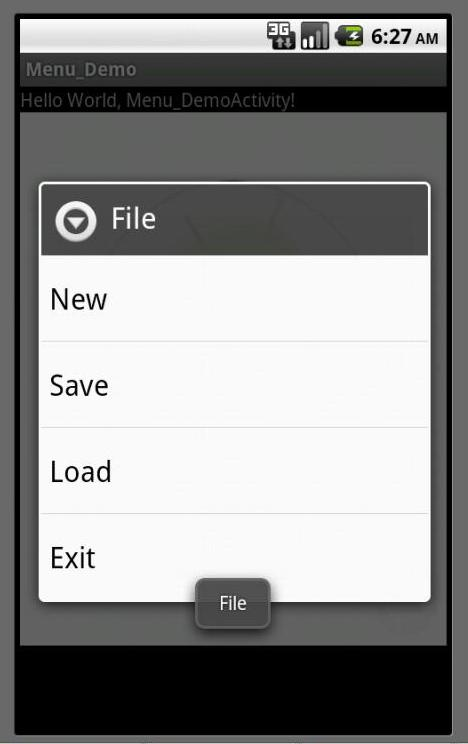 3G 6:27 AM
Menu_Demo
Hello World, Menu_DemoActivity!
File
New
Save
Load
Exit
File